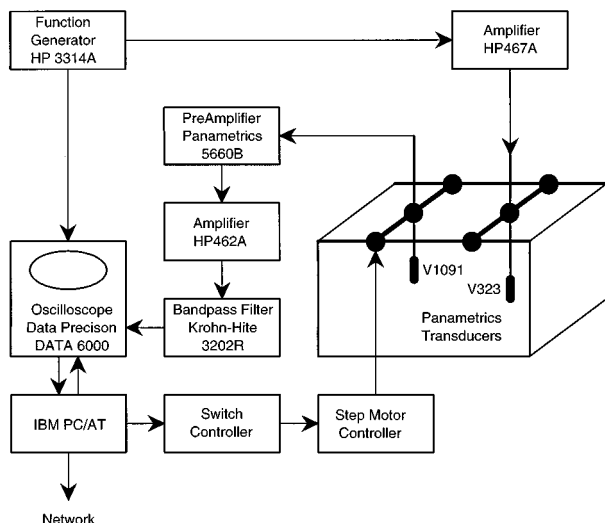 Function
Generator
HP 3314A
Amplifier
HP467A
PreAmplifier
Panametrics
5660B
Amplifier
HP462A
V1091
V323
Oscilloscope
Data Precison
DATA 6000
Bandpass Filter
Krohn-Hite
3202R
Panametrics
Transducers
IBM PC/AT
Switch
Controller
Step Motor
Controller
Network